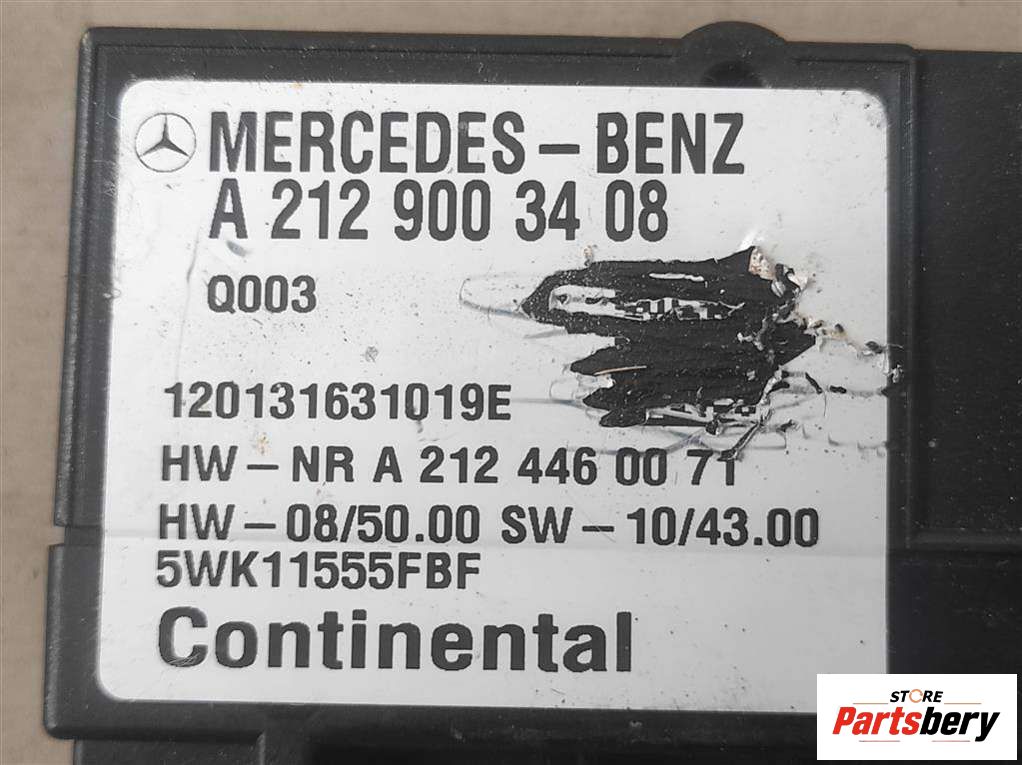 MERCEDES-BENZ
A 212 900 34 08
Q003
120131631019E
HW-NR A 212 446 00 71
HW-08/50.00 SW-10/43.00
5WK11555FBF
Continental
STORE
Partsbery